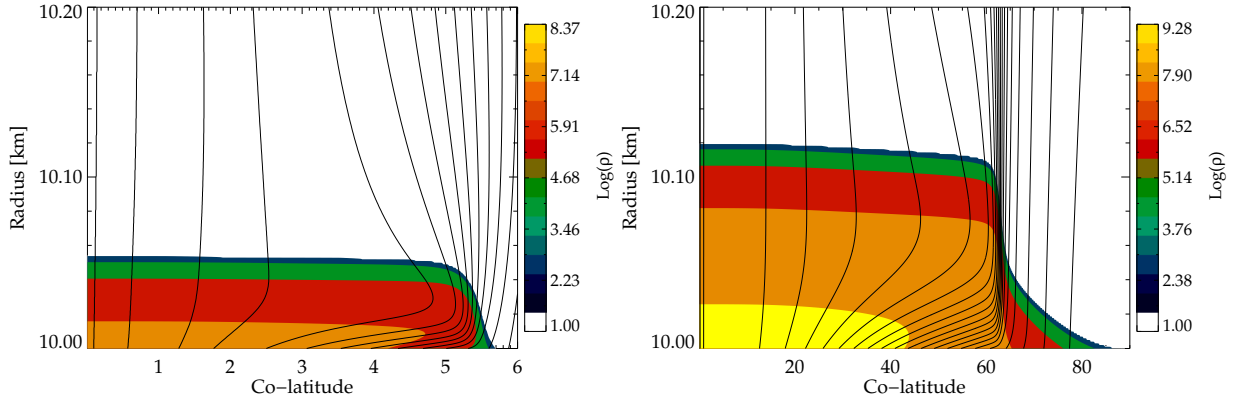 10.20
10.10
10.00
Radius [km]
1 2 3 4 5 6
Co-latitude
8.37
7.14
5.91
4.68
3.46
2.23
1.00
Log(ρ)
10.20
10.10
10.00
Radius [km]
20 40 60 80
Co-latitude
9.28
7.90
6.52
5.14
3.76
2.38
1.00
Log(ρ)